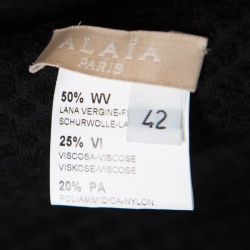 ALAÏA
PARIS
50% WV
LANA VERGINE-
SCHURWOLLE-LA
42
25% VI
VISCOSA-VISCOSE
VISKOSE-VISCOSE
20% PA
POLIAMMIDICA-NYLON